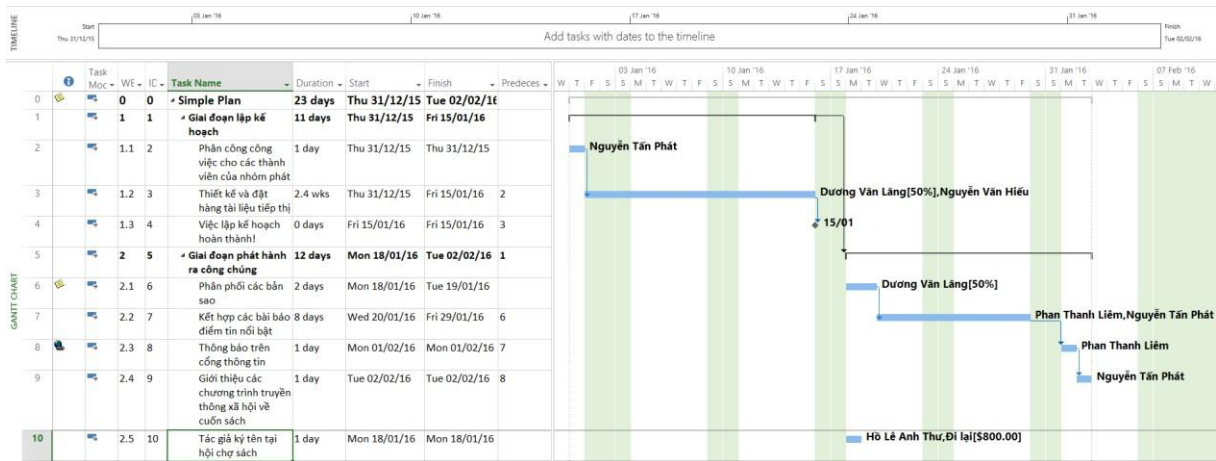 TIMELINE
03 Jan '16 10 Jan '16 17 Jan '16 24 Jan '16 31 Jan '16
Start
Thu 31/12/15
Add tasks with dates to the timeline
Finish
Tue 02/02/16
GANTT CHART
Task
Moc WE IC Task Name Duration Start Finish Predeces
03 Jan '16 10 Jan '16 17 Jan '16 24 Jan '16 31 Jan '16 07 Feb '16
W T F S S M T W T F S S M T W T F S S M T W T F S S M T W T F S S M T W
0 0 0 Simple Plan 23 days Thu 31/12/15 Tue 02/02/16
1 1 1 Giai đoạn lập kế 11 days Thu 31/12/15 Fri 15/01/16
hoạch
2 1.1 2 Phân công công 1 day Thu 31/12/15 Thu 31/12/15 Nguyễn Tấn Phát
việc cho các thành
viên của nhóm phát
3 1.2 3 Thiết kế và đặt 2.4 wks Thu 31/12/15 Fri 15/01/16 2 Dương Văn Lăng[50%],Nguyễn Văn Hiếu
hàng tài liệu tiếp thị
4 1.3 4 Việc lập kế hoạch 0 days Fri 15/01/16 Fri 15/01/16 3 15/01
hoàn thành!
5 2 5 Giai đoạn phát hành 12 days Mon 18/01/16 Tue 02/02/16 1
ra công chúng
6 2.1 6 Phân phối các bản 2 days Mon 18/01/16 Tue 19/01/16 Dương Văn Lăng[50%]
sao
7 2.2 7 Kết hợp các bài báo 8 days Wed 20/01/16 Fri 29/01/16 6 Phan Thanh Liêm,Nguyễn Tấn Phát
điểm tin nổi bật
8 2.3 8 Thông báo trên 1 day Mon 01/02/16 Mon 01/02/16 7 Phan Thanh Liêm
cổng thông tin
9 2.4 9 Giới thiệu các 1 day Tue 02/02/16 Tue 02/02/16 8 Nguyễn Tấn Phát
chương trình truyền
thông xã hội về
cuốn sách
10 2.5 10 Tác giả ký tên tại 1 day Mon 18/01/16 Mon 18/01/16 Hồ Lê Anh Thư,Đi lại[$800.00]
hội chợ sách